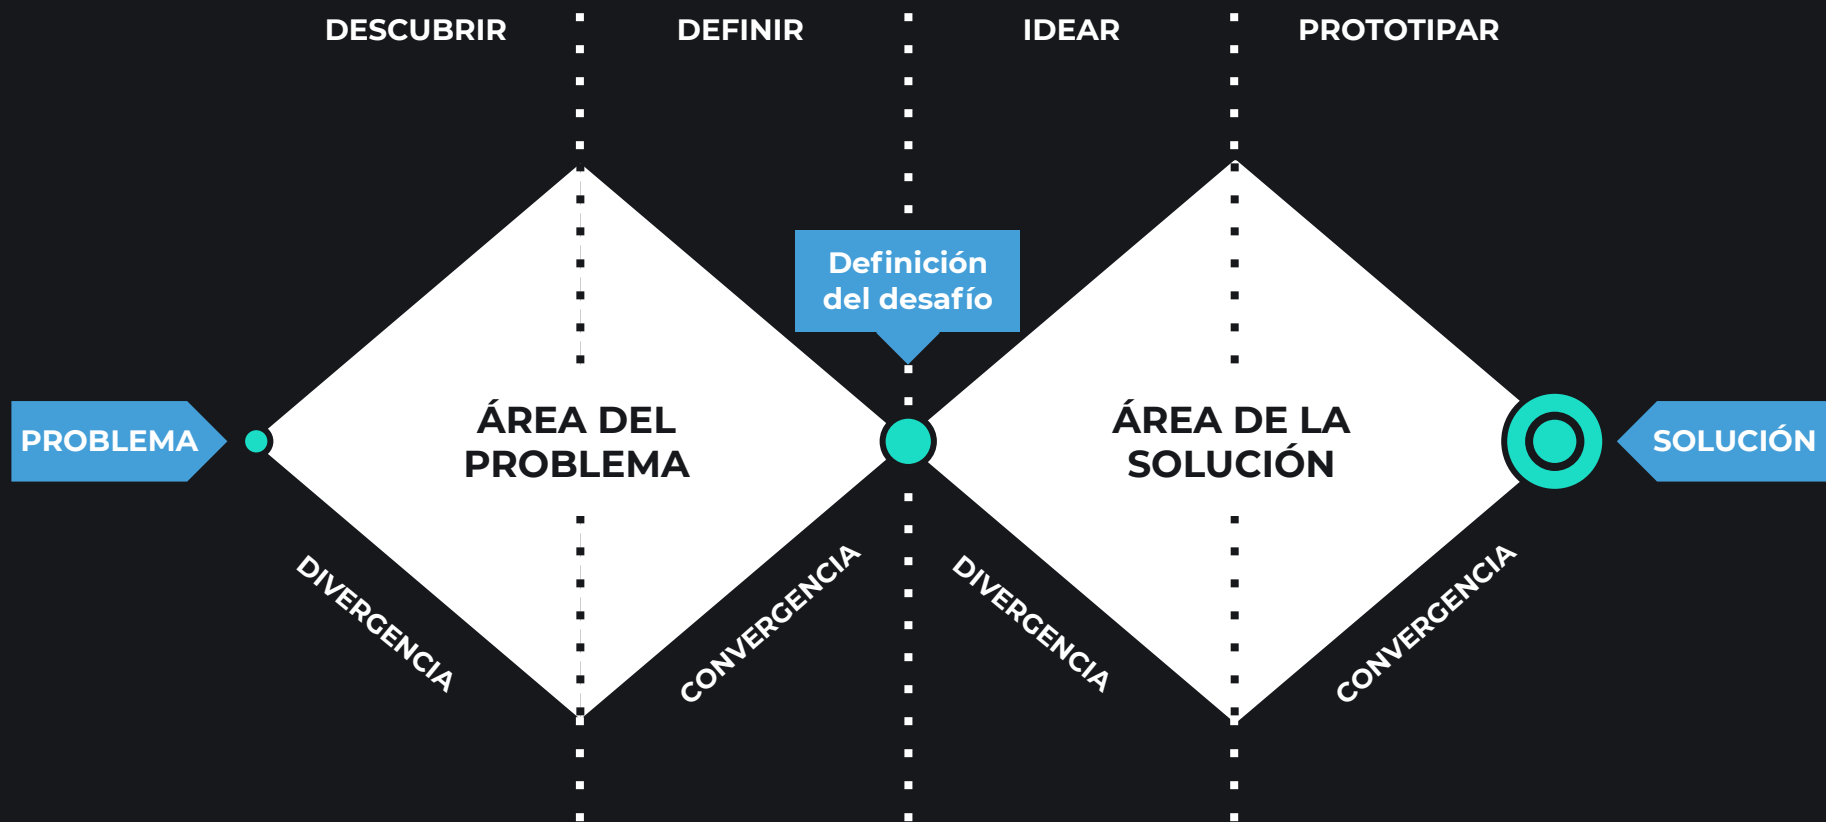 DESCUBRIR
DEFINIR
IDEAR
PROTOTIPAR
Definición
del desafío
PROBLEMA
ÁREA DEL
PROBLEMA
ÁREA DE LA
SOLUCIÓN
SOLUCIÓN
DIVERGENCIA
CONVERGENCIA
DIVERGENCIA
CONVERGENCIA